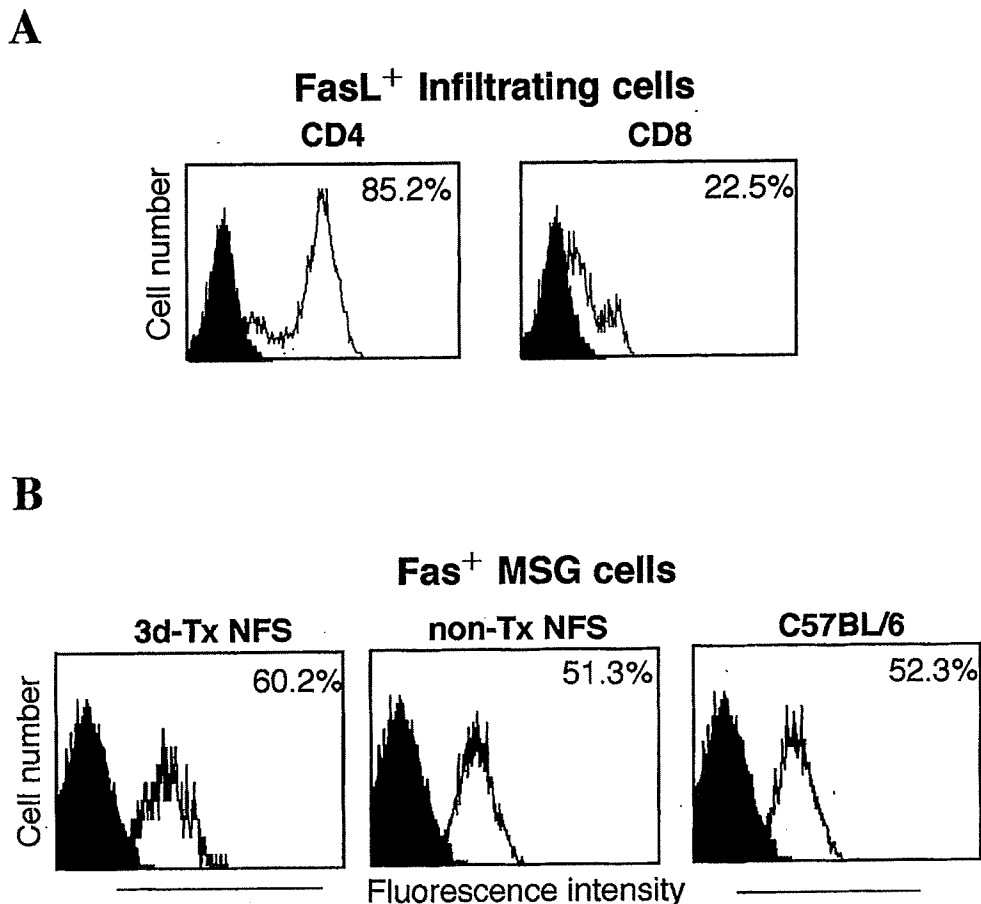 A
FasL+ Infiltrating cells
CD4
CD8
Cell number
85.2%
22.5%
B
Fas+ MSG cells
3d-Tx NFS
non-Tx NFS
C57BL/6
Cell number
60.2%
51.3%
52.3%
Fluorescence intensity